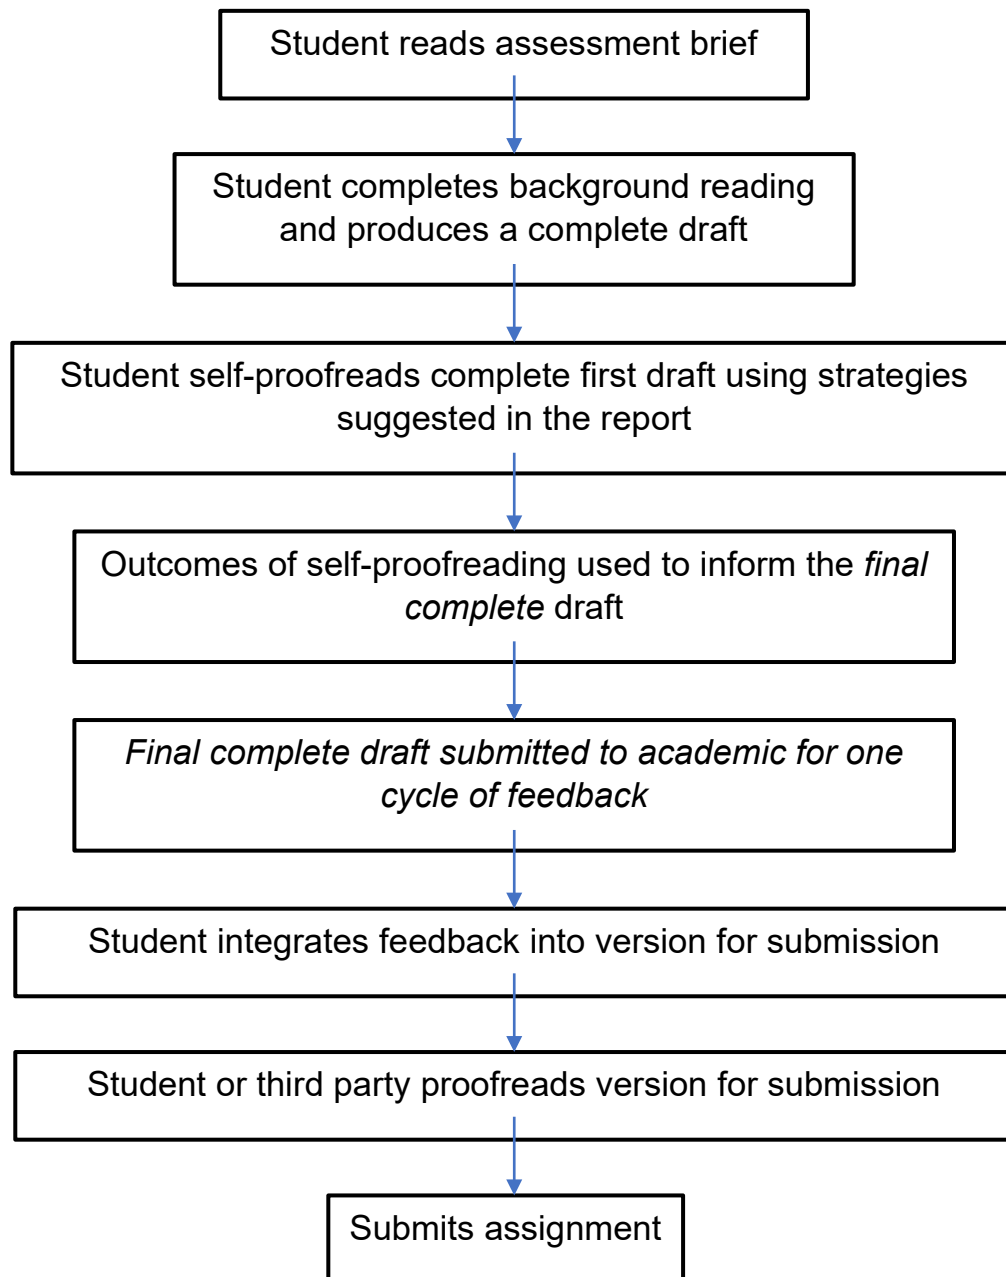 Student reads assessment brief
Student completes background reading
and produces a complete draft
Student self-proofreads complete first draft using strategies
suggested in the report
Outcomes of self-proofreading used to inform the final
complete draft
Final complete draft submitted to academic for one
cycle of feedback
Student integrates feedback into version for submission
Student or third party proofreads version for submission
Submits assignment